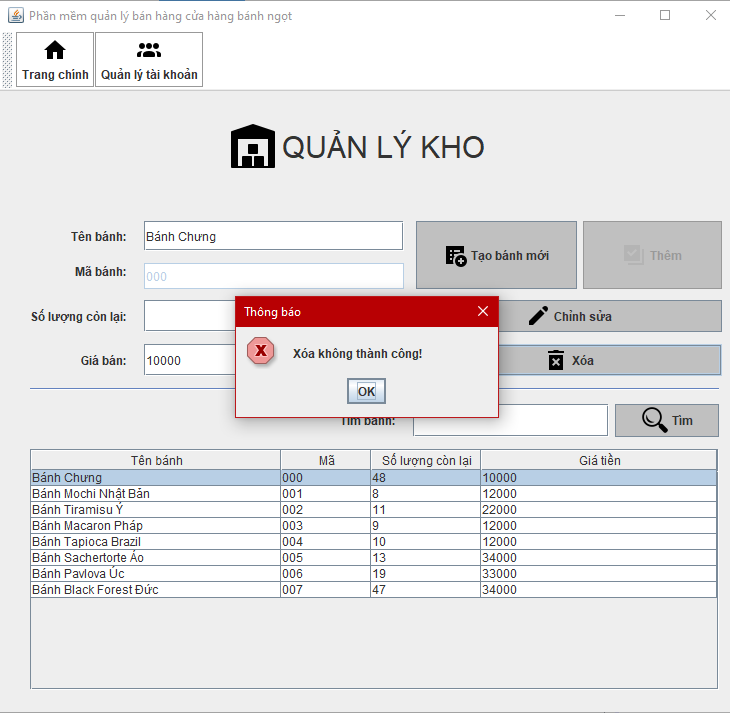 Phần mềm quản lý bán hàng cửa hàng bánh ngọt
Trang chính Quản lý tài khoản
QUẢN LÝ KHO
Tên bánh: Bánh Chưng
Tạo bánh mới Thêm
Mã bánh: 000
Số lượng còn lại: Chỉnh sửa
Thông báo
Xóa không thành công!
OK
Giá bán: 10000 Xóa
Tìm bánh: Tìm
Tên bánh Mã Số lượng còn lại Giá tiền
Bánh Chưng 000 48 10000
Bánh Mochi Nhật Bản 001 8 12000
Bánh Tiramisu Ý 002 11 22000
Bánh Macaron Pháp 003 9 12000
Bánh Tapioca Brazil 004 10 12000
Bánh Sachertorte Áo 005 13 34000
Bánh Pavlova Úc 006 19 33000
Bánh Black Forest Đức 007 47 34000